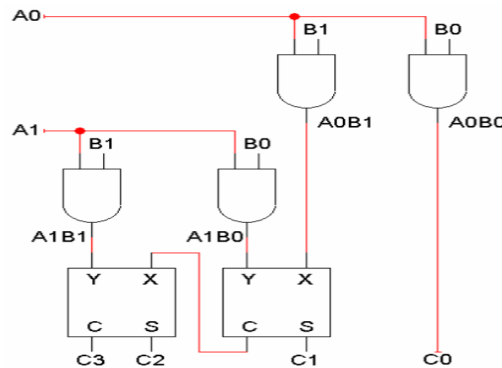 A0
B1 B0
A0B1 A0B0
A1
B1 B0
A1B1 A1B0
Y X Y X
C S C S
C3 C2 C1 C0